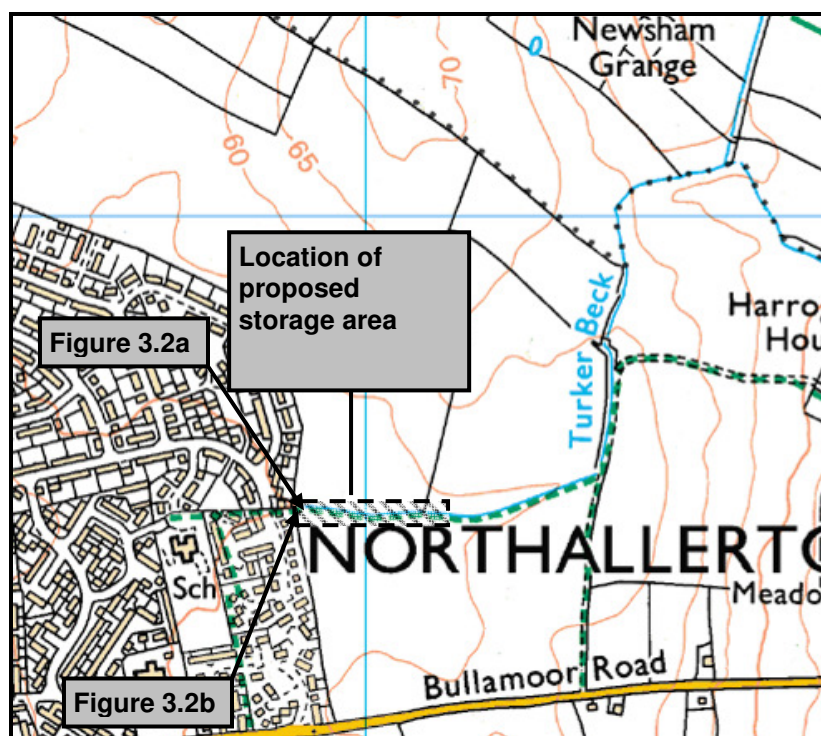 Newsham
Grange
70
60
65
Location of
proposed
storage area
Figure 3.2a
Turker Beck
Harro
Hou
NORTHALLERTO
Sch
Meado
Bullamoor Road
Figure 3.2b